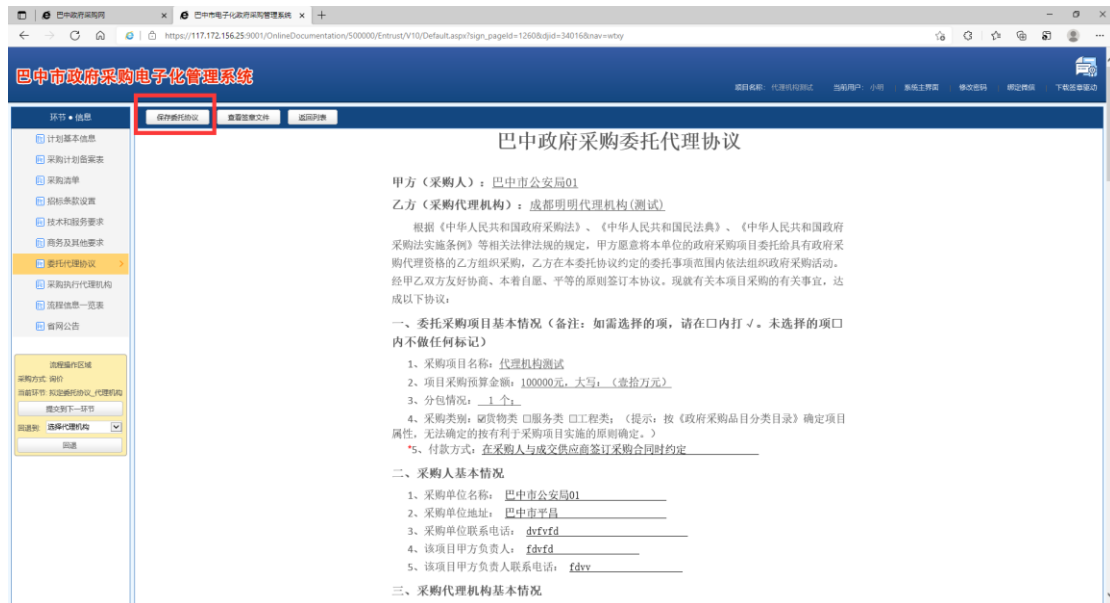 巴中政府采购网
巴中市电子化政府采购管理系统
https://117.172.156.25:9001/OnlineDocumentation/500000/Entrust/V10/Default.aspx?sign_pageId=1260&djid=34016&nav=wtxy
巴中市政府采购电子化管理系统
项目名称: 代理机构测试 当前用户: 小明 系统主界面 修改密码 绑定微信 下载签章驱动
环节●信息
保存委托协议 查看签章文件 返回列表
计划基本信息
采购计划备案表
采购清单
招标条款设置
技术和服务要求
商务及其他要求
委托代理协议
采购执行代理机构
流程信息一览表
省网公告
流程操作区域
采购方式: 询价
当前环节: 拟定委托协议_代理机构
提交到下一环节
回退到: 选择代理机构
回退
巴中政府采购委托代理协议
甲方(采购人):巴中市公安局01
乙方(采购代理机构):成都明明代理机构(测试)
根据《中华人民共和国政府采购法》、《中华人民共和国民法典》、《中华人民共和国政府
采购法实施条例》等相关法律法规的规定,甲方愿意将本单位的政府采购项目委托给具有政府采
购代理资格的乙方组织采购,乙方在本委托协议约定的委托事项范围内依法组织政府采购活动。
经甲乙双方友好协商、本着自愿、平等的原则签订本协议。现就有关本项目采购的有关事宜,达
成以下协议:
一、委托采购项目基本情况(备注:如需选择的项,请在口内打√。未选择的项口
内不做任何标记)
1、采购项目名称:代理机构测试
2、项目采购预算金额:100000元,大写:(壹拾万元)
3、分包情况: 1 个;
4、采购类别:☑货物类 □服务类 □工程类;(提示:按《政府采购品目分类目录》确定项目
属性,无法确定的按有利于采购项目实施的原则确定。)
*5、付款方式:在采购人与成交供应商签订采购合同时约定
二、采购人基本情况
1、采购单位名称: 巴中市公安局01
2、采购单位地址: 巴中市平昌
3、采购单位联系电话: dvfvfd
4、该项目甲方负责人: fdvfd
5、该项目甲方负责人联系电话: fdvv
三、采购代理机构基本情况